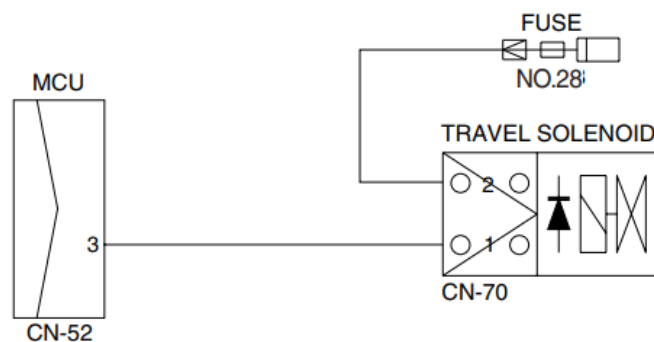 FUSE
NO.28
MCU
TRAVEL SOLENOID
2
3
1
CN-70
CN-52